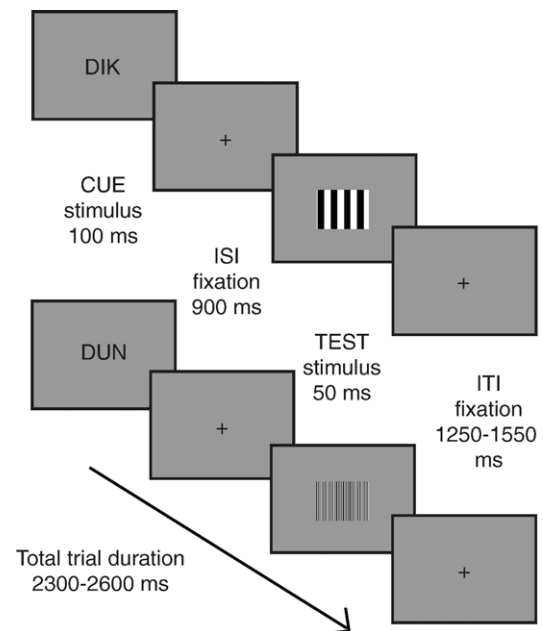 DIK
+
CUE
stimulus
100 ms
ISI
fixation
900 ms
+
DUN
TEST
stimulus
50 ms
+
ITI
fixation
1250-1550
ms
Total trial duration
2300-2600 ms
+